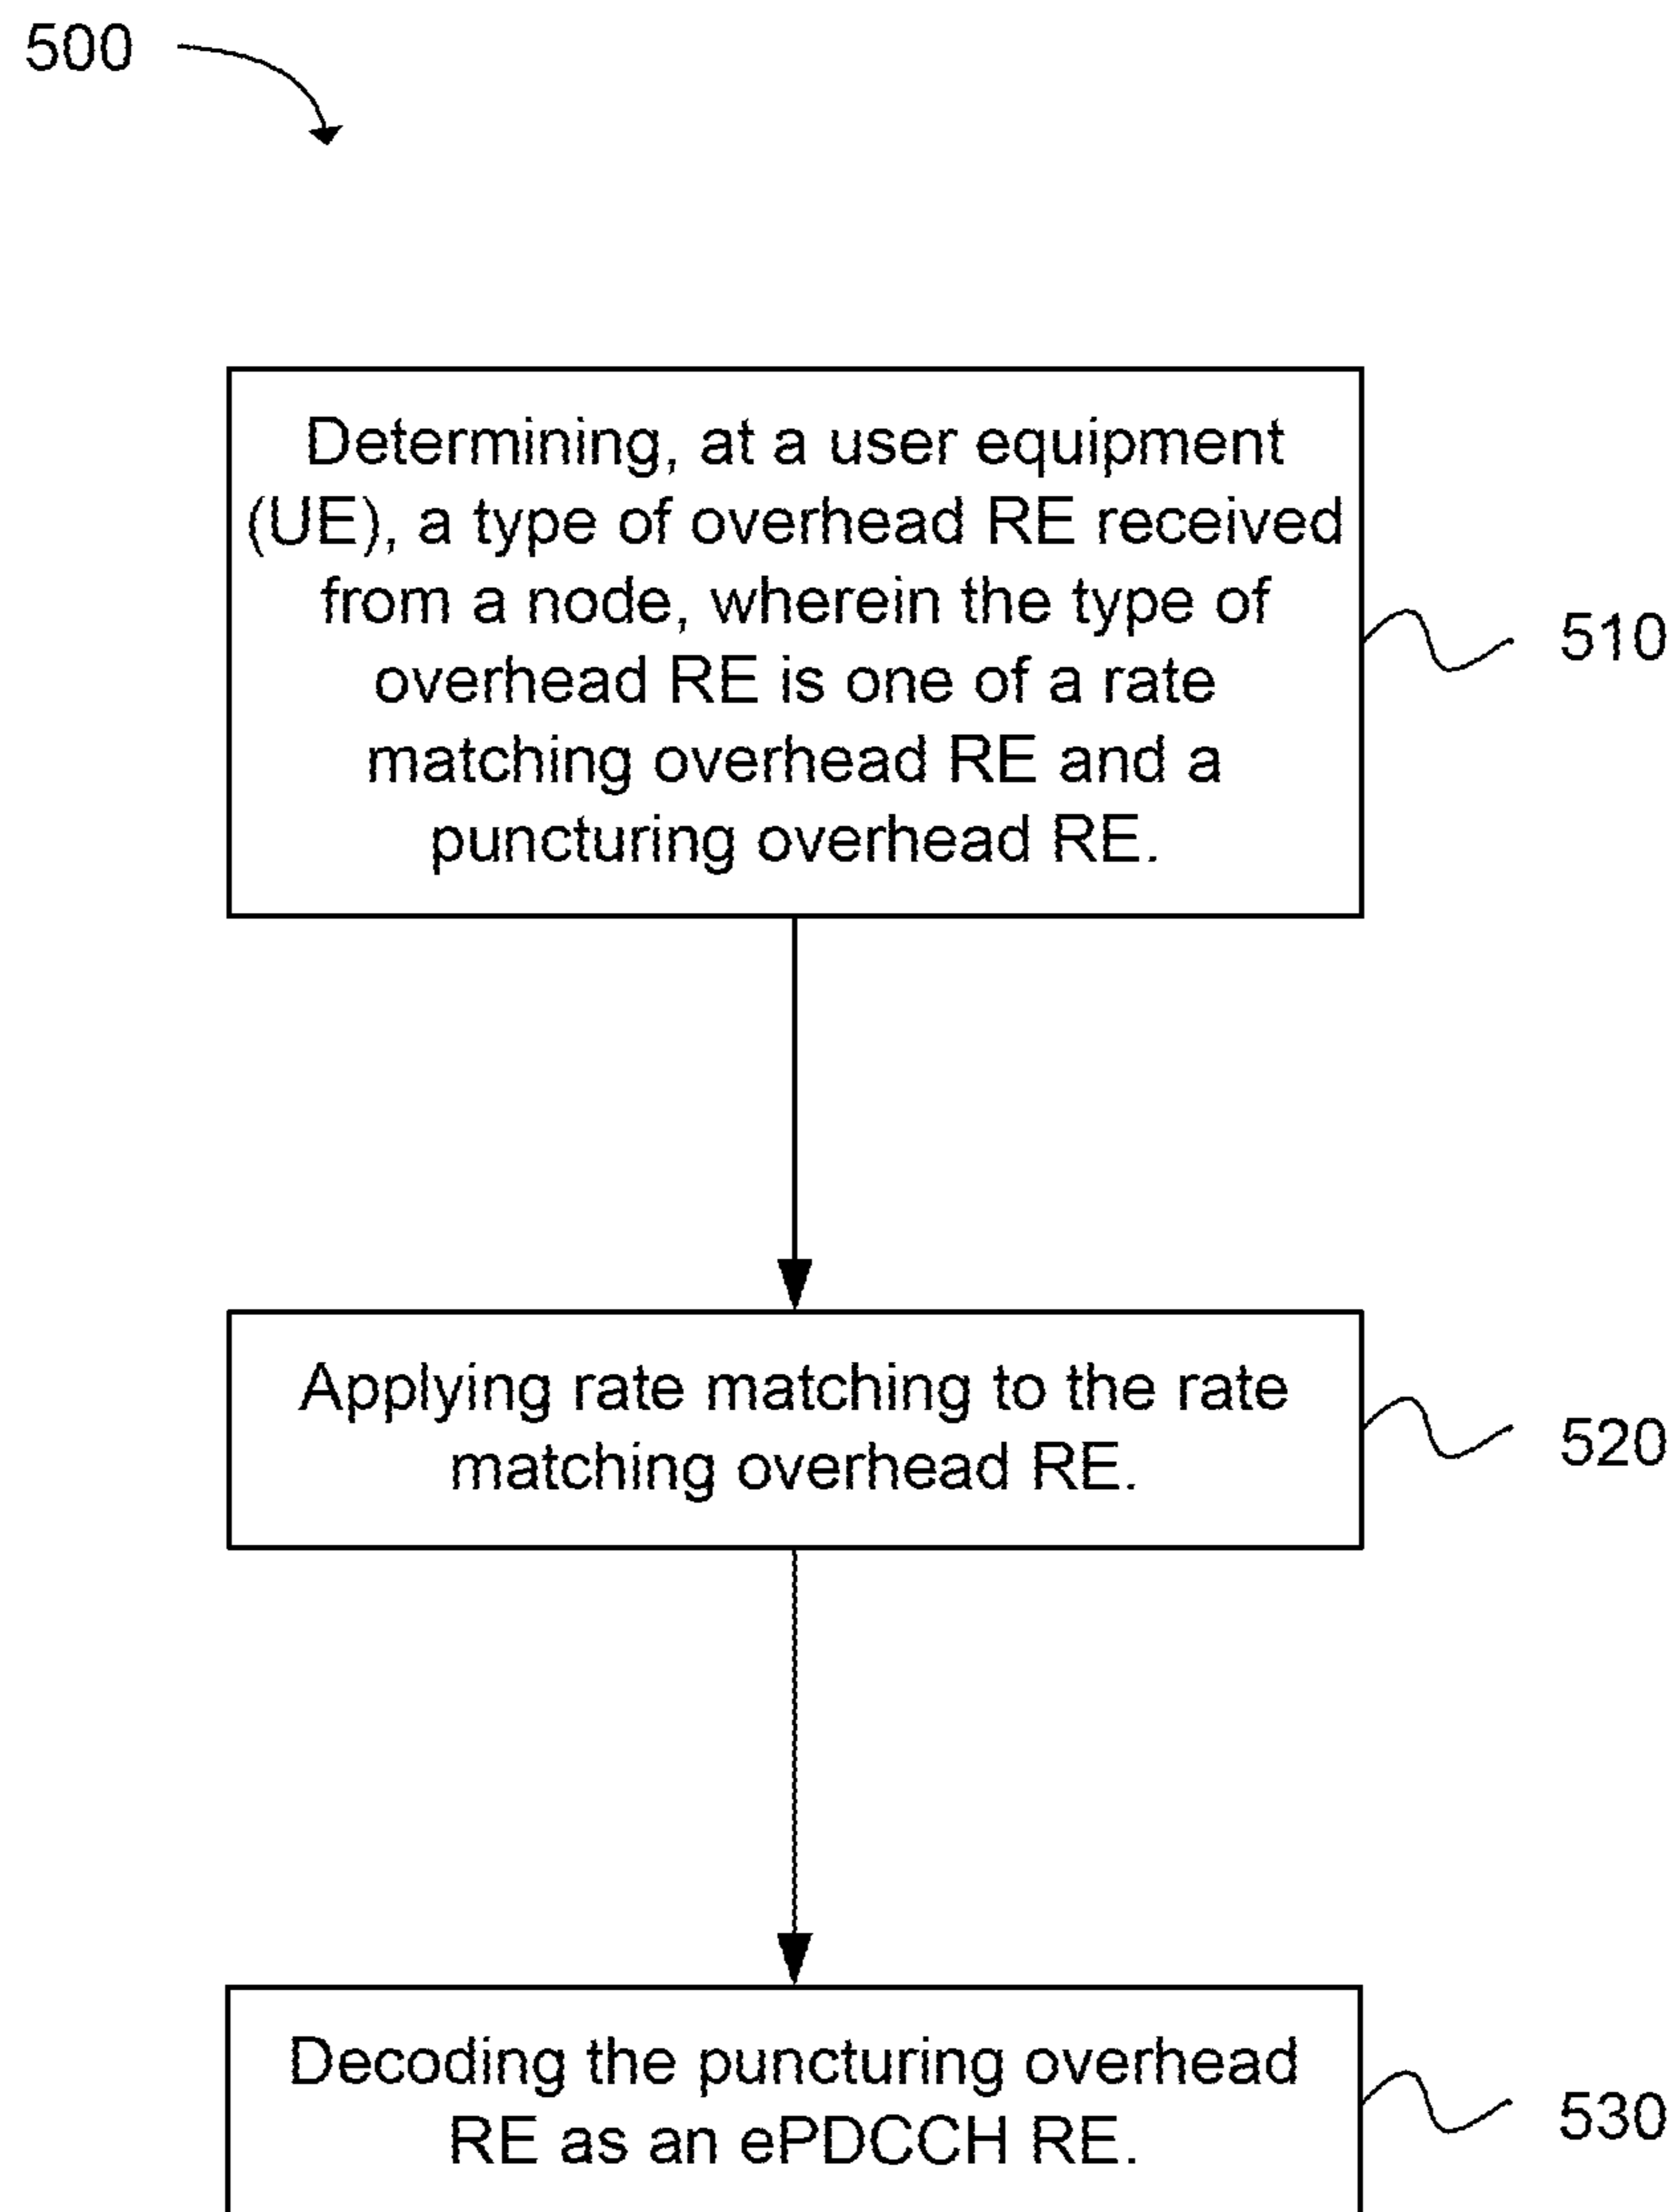 500
Determining, at a user equipment
(UE), a type of overhead RE received
from a node, wherein the type of
overhead RE is one of a rate
matching overhead RE and a
puncturing overhead RE.
510
Applying rate matching to the rate
matching overhead RE.
520
Decoding the puncturing overhead
RE as an ePDCCH RE.
530